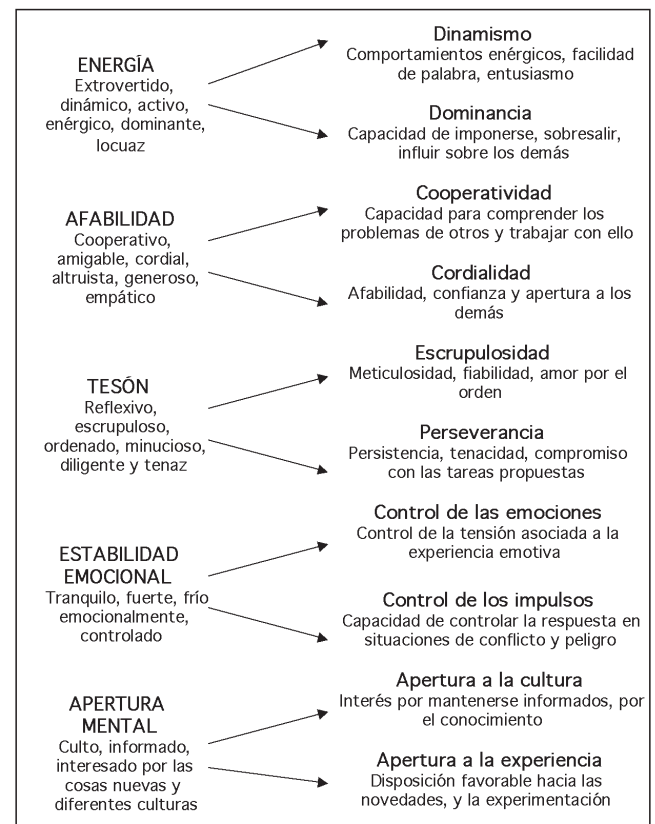 ENERGÍA
Extrovertido,
dinámico, activo,
enérgico, dominante,
locuaz
Dinamismo
Comportamientos enérgicos, facilidad
de palabra, entusiasmo
Dominancia
Capacidad de imponerse, sobresalir,
influir sobre los demás
AFABILIDAD
Cooperativo,
amigable, cordial,
altruista, generoso,
empático
Cooperatividad
Capacidad para comprender los
problemas de otros y trabajar con ello
Cordialidad
Afabilidad, confianza y apertura a los
demás
TESÓN
Reflexivo,
escrupuloso,
ordenado, minucioso,
diligente y tenaz
Escrupulosidad
Meticulosidad, fiabilidad, amor por el
orden
Perseverancia
Persistencia, tenacidad, compromiso
con las tareas propuestas
ESTABILIDAD
EMOCIONAL
Tranquilo, fuerte, frío
emocionalmente,
controlado
Control de las emociones
Control de la tensión asociada a la
experiencia emotiva
Control de los impulsos
Capacidad de controlar la respuesta en
situaciones de conflicto y peligro
APERTURA
MENTAL
Culto, informado,
interesado por las
cosas nuevas y
diferentes culturas
Apertura a la cultura
Interés por mantenerse informados, por
el conocimiento
Apertura a la experiencia
Disposición favorable hacia las
novedades, y la experimentación